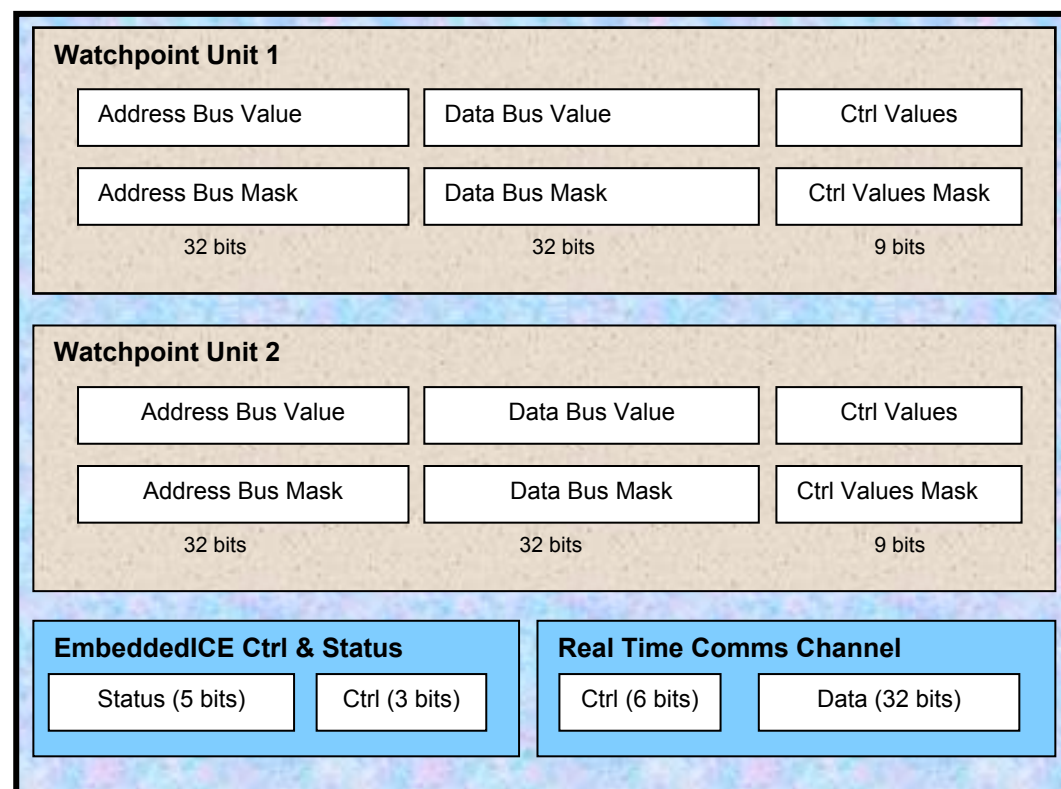 Watchpoint Unit 1
Address Bus Value Data Bus Value Ctrl Values
Address Bus Mask Data Bus Mask Ctrl Values Mask
32 bits 32 bits 9 bits
Watchpoint Unit 2
Address Bus Value Data Bus Value Ctrl Values
Address Bus Mask Data Bus Mask Ctrl Values Mask
32 bits 32 bits 9 bits
EmbeddedICE Ctrl & Status
Status (5 bits) Ctrl (3 bits)
Real Time Comms Channel
Ctrl (6 bits) Data (32 bits)